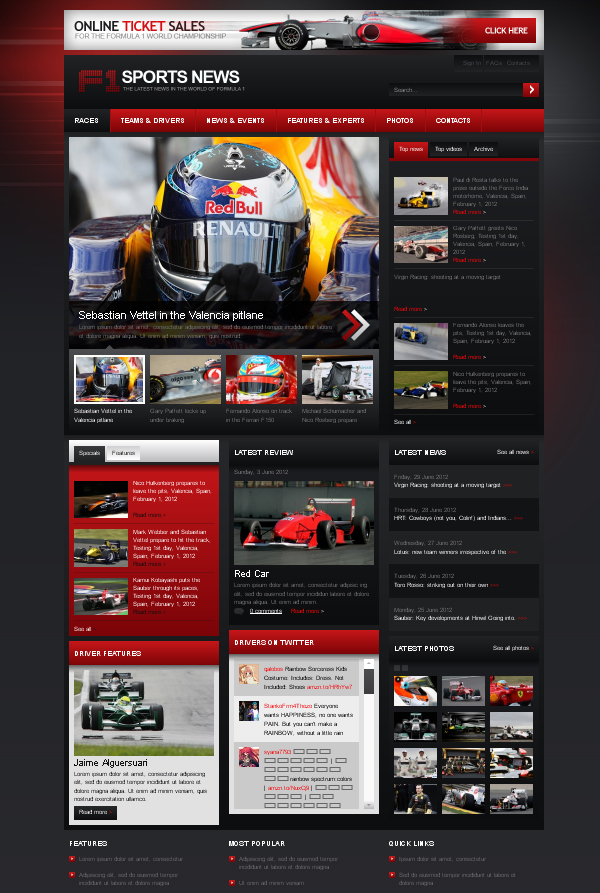 ONLINE TICKET SALES
FOR THE FORMULA 1 WORLD CHAMPIONSHIP
CLICK HERE
Sign In FAQs Contacts
F1 SPORTS NEWS
THE LATEST NEWS IN THE WORLD OF FORMULA 1
Search...
RACES TEAMS & DRIVERS NEWS & EVENTS FEATURES & EXPERTS PHOTOS CONTACTS
Red Bull
RENAULT
Sebastian Vettel in the Valencia pitlane
Lorem ipsum dolor sit amet, consectetur adipiscing elit, sed do eiusmod tempor incididunt ut labore
et dolore magna aliqua. Ut enim ad minim veniam, quis nostrud.
Sebastian Vettel in the
Valencia pitlane
Gary Paffett kicks up
under braking
Fernando Alonso on track
in the Ferrari F150
Michael Schumacher and
Nico Rosberg prepare
Top news Top videos Archive
Paul di Resta talks to the
press outside the Force India
motorhome, Valencia, Spain,
February 1, 2012
Read more >
Gary Paffett greets Nico
Rosberg, Testing 1st day,
Valencia, Spain, February 1,
2012
Read more >
Virgin Racing: shooting at a moving target
Read more >
Fernando Alonso leaves the
pits, Valencia, Spain,
February 1, 2012
Read more >
Nico Hulkenberg prepares to
leave the pits, Valencia, Spain,
February 1, 2012
Read more >
See all >
Specials Features
Nico Hulkenberg prepares to
leave the pits, Valencia, Spain,
February 1, 2012
Read more >
Mark Webber and Sebastian
Vettel prepare to hit the track,
Testing 1st day, Valencia,
Spain, February 1, 2012
Read more >
Kamui Kobayashi puts the
Sauber through its paces,
Testing 1st day, Valencia,
Spain, February 1, 2012
Read more >
See all
DRIVER FEATURES
Jaime Alguersuari
Lorem ipsum dolor sit amet, consectetur adipiscing
elit, sed do eiusmod tempor incididunt labore et
dolore magna. Ut enim ad minim veniam, quis
nostrud exercitation ullamco.
Read more >
LATEST REVIEW
Sunday, 3 June 2012
Red Car
Lorem ipsum dolor sit amet, consectetur adipisic ing
elit, sed do eiusmod tempor incididun labore et dolore
magna aliqua. Ut enim ad minim...
0 comments Read more >
DRIVERS ON TWITTER
Rainbow Sorceress Kids
Costume: Includes: Dress. Not
Included: Shoes
Everyone
wants HAPPINESS, no one wants
PAIN. But you can't make a
RAINBOW, without a little rain
syana7793
rainbow spectrum colors
LATEST NEWS
See all news >
Friday, 29 June 2012
Virgin Racing: shooting at a moving target >>>
Thursday, 28 June 2012
HRT: Cowboys (not you, Colin!) and Indians... >>>
Wednesday, 27 June 2012
Lotus: new team winners irrespective of the >>>
Tuesday, 26 June 2012
Toro Rosso: striking out on their own >>>
Monday, 25 June 2012
Sauber: Key developments at Hinwil Going into. >>>
LATEST PHOTOS
See all photos >
FEATURES
Lorem ipsum dolor sit amet, consectetur
Adipiscing elit, sed do eiusmod tempor
incididunt ut labore et dolore magna
MOST POPULAR
Adipiscing elit, sed do eiusmod tempor
incididunt ut labore et dolore magna
Ut enim ad minim veniam
QUICK LINKS
Ipsum dolor sit amet, consectetur
Sed do eiusmod tempor
incididunt ut labore et dolore magna